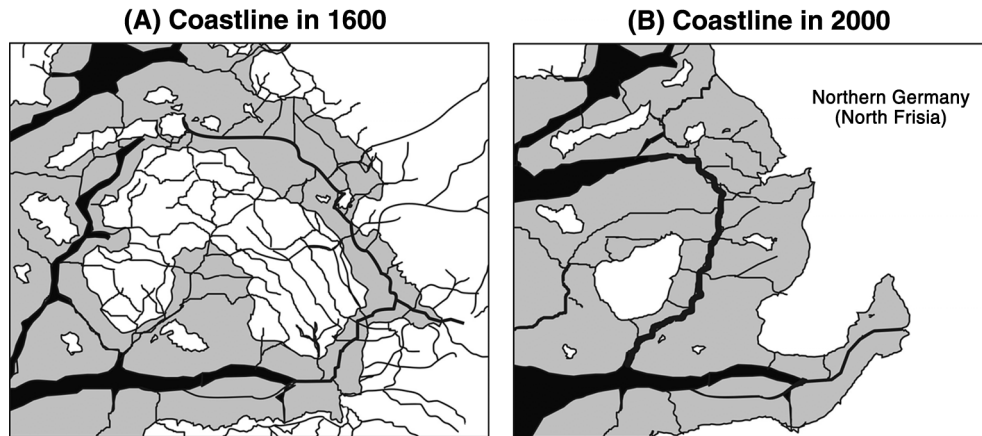 (A) Coastline in 1600
(B) Coastline in 2000
Northern Germany
(North Frisia)